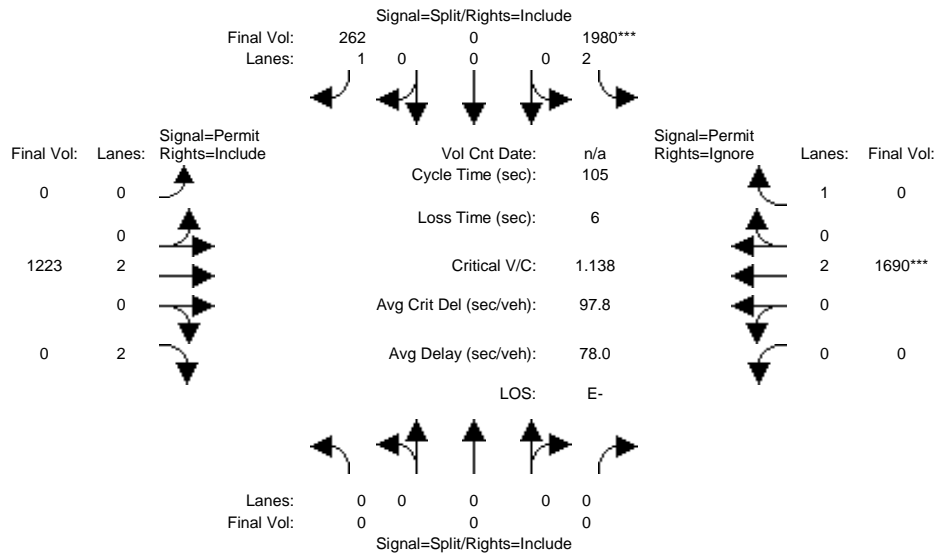 Signal=Split/Rights=Include
Final Vol: 262 0 1980***
Lanes: 1 0 0 0 2
Signal=Permit Signal=Permit
Final Vol: Lanes: Rights=Include Vol Cnt Date: n/a Rights=Ignore Lanes: Final Vol:
Cycle Time (sec): 105
0 0 1 0
Loss Time (sec): 6
0 0
1223 2 Critical V/C: 1.138 2 1690***
0 Avg Crit Del (sec/veh): 97.8 0
0 2 Avg Delay (sec/veh): 78.0 0 0
LOS: E-
Lanes: 0 0 0 0 0
Final Vol: 0 0 0
Signal=Split/Rights=Include